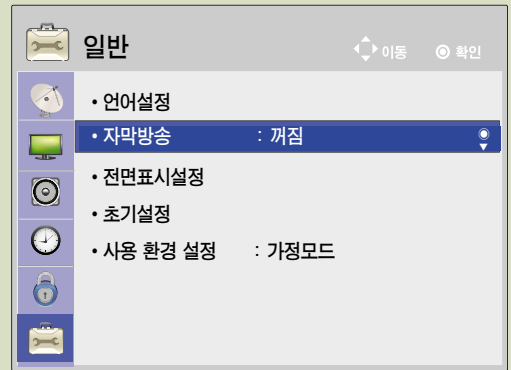 일반 이동 확인
• 언어설정
• 자막방송 : 꺼짐
• 전면표시설정
• 초기설정
• 사용 환경 설정 : 가정모드